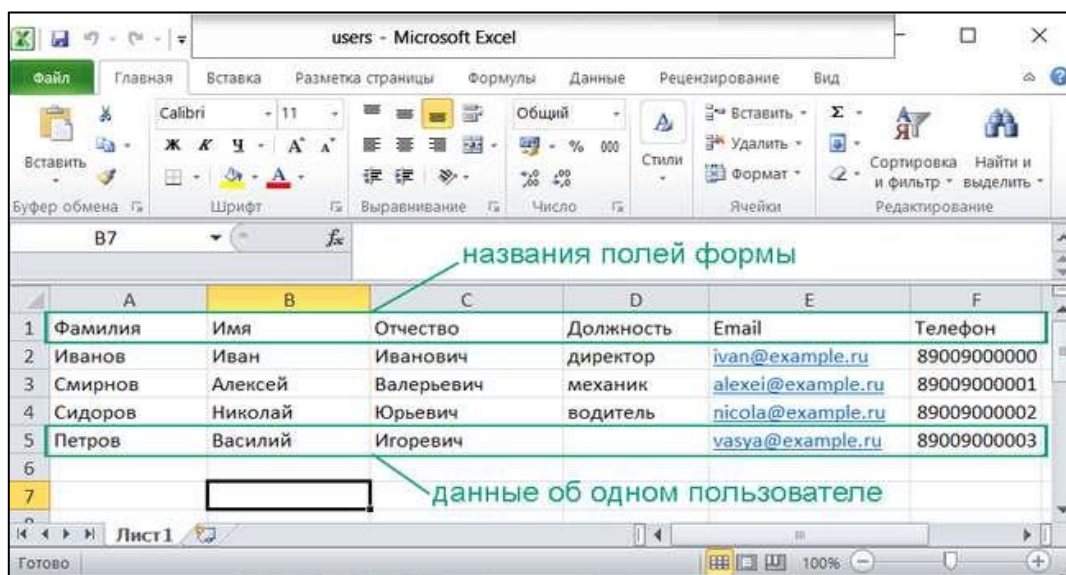 users - Microsoft Excel
Файл Главная Вставка Разметка страницы Формулы Данные Рецензирование Вид
Calibri 11 Общий Вставить Σ
Ж К Ч % 000 Удалить
Вставить Стили Формат Сортировка и фильтр Найти и выделить
Буфер обмена Шрифт Выравнивание Число Ячейки Редактирование
B7 fx
названия полей формы
A B C D E F
1 Фамилия Имя Отчество Должность Email Телефон
2 Иванов Иван Иванович директор ivan@example.ru 89009000000
3 Смирнов Алексей Валерьевич механик alexei@example.ru 89009000001
4 Сидоров Николай Юрьевич водитель nicola@example.ru 89009000002
5 Петров Василий Игоревич vasya@example.ru 89009000003
6
7
данные об одном пользователе
Лист1
Готово 100%